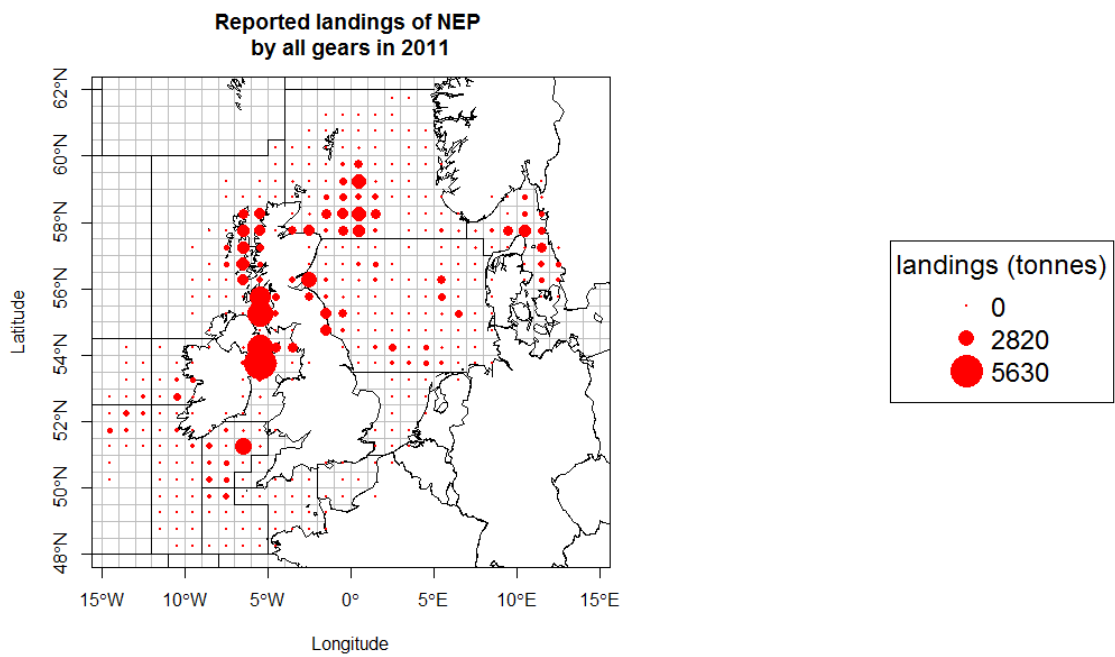 Reported landings of NEP
by all gears in 2011
62°N
60°N
58°N
56°N
54°N
52°N
50°N
48°N
Latitude
15°W
10°W
5°W
0°
5°E
10°E
15°E
Longitude
landings (tonnes)
0
2820
5630